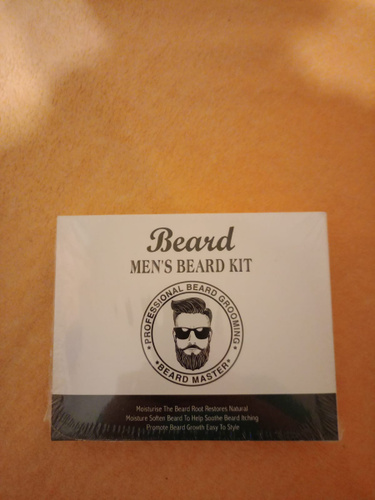 Beard
MEN'S BEARD KIT
PROFESSIONAL BEARD GROOMING
BEARD MASTER
Moisturise The Beard Root Restores Natural
Moisture Soften Beard To Help Soothe Beard Itching
Promote Beard Growth Easy To Style